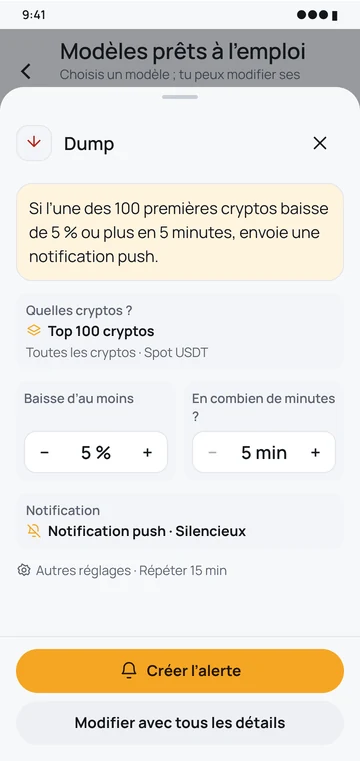 9:41
Modèles prêts à l'emploi
Choisis un modèle ; tu peux modifier ses
Dump
Si l'une des 100 premières cryptos baisse
de 5 % ou plus en 5 minutes, envoie une
notification push.
Quelles cryptos ?
Top 100 cryptos
Toutes les cryptos · Spot USDT
Baisse d'au moins
− 5 % +
En combien de minutes
?
− 5 min +
Notification
Notification push · Silencieux
Autres réglages · Répéter 15 min
Créer l'alerte
Modifier avec tous les détails